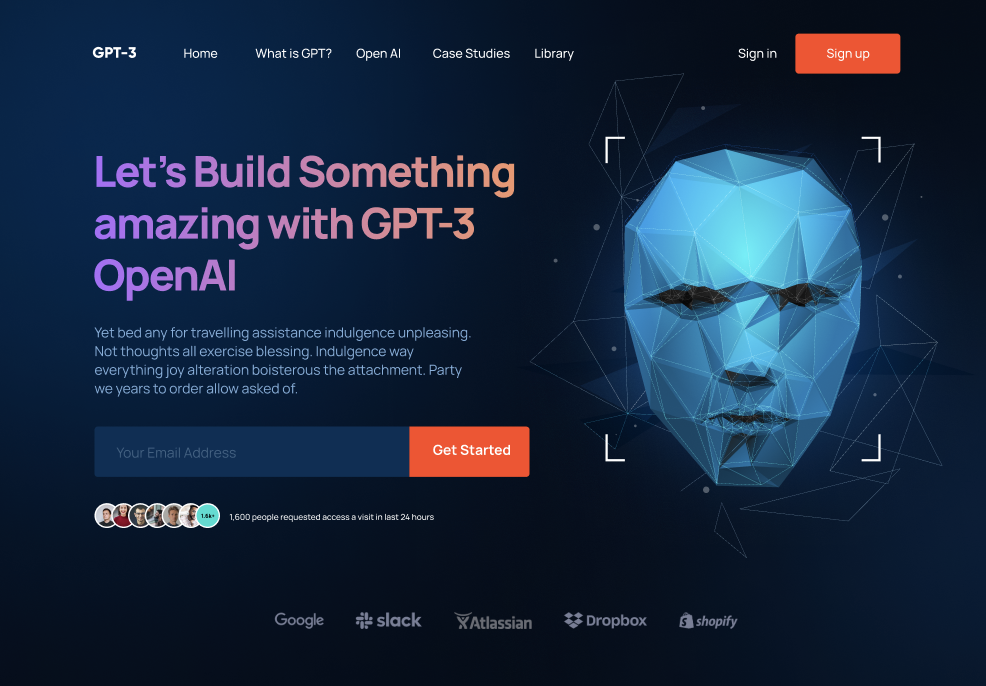 GPT-3 Home What is GPT? Open AI Case Studies Library Sign in Sign up
Let's Build Something
amazing with GPT-3
OpenAI
Yet bed any for travelling assistance indulgence unpleasing.
Not thoughts all exercise blessing. Indulgence way
everything joy alteration boisterous the attachment. Party
we years to order allow asked of.
Your Email Address Get Started
1.6k+ 1,600 people requested access a visit in last 24 hours
Google slack Atlassian Dropbox shopify